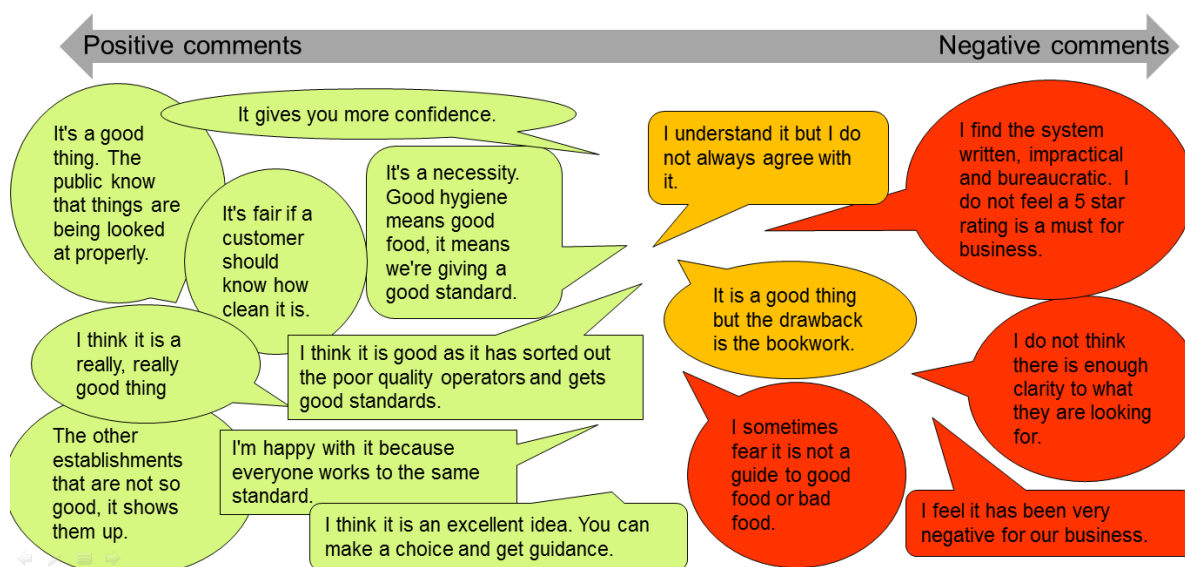 Positive comments
Negative comments
It gives you more confidence.
It's a good
thing. The
public know
that things are
being looked
at properly.
It's fair if a
customer
should
know how
clean it is.
It's a necessity.
Good hygiene
means good
food, it means
we're giving a
good standard.
I understand it but I do
not always agree with
it.
I find the system
written, impractical
and bureaucratic.  I
do not feel a 5 star
rating is a must for
business.
I think it is a
really, really
good thing
I think it is good as it has sorted out
the poor quality operators and gets
good standards.
It is a good thing
but the drawback
is the bookwork.
I do not think
there is enough
clarity to what
they are looking
for.
The other
establishments
that are not so
good, it shows
them up.
I'm happy with it because
everyone works to the same
standard.
I think it is an excellent idea. You can
make a choice and get guidance.
I sometimes
fear it is not a
guide to good
food or bad
food.
I feel it has been very
negative for our business.